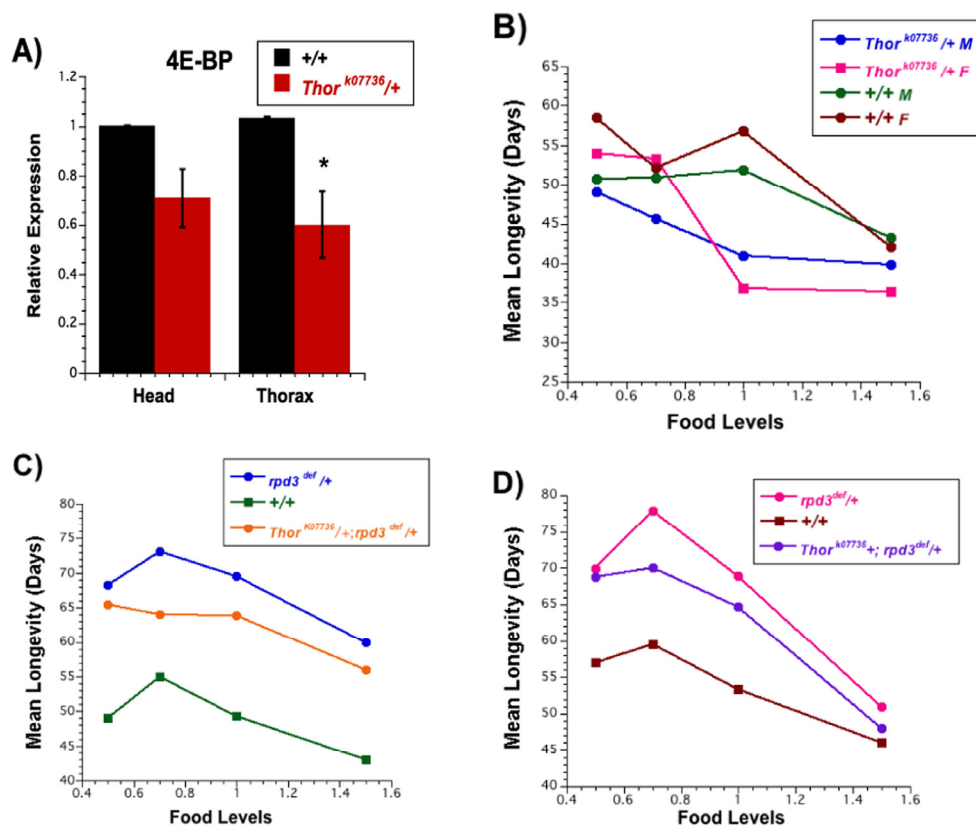 A)
4E-BP
+/+
Thor k07736/+
Relative Expression
1.2
1
0.8
0.6
0.4
0.2
0
*
Head
Thorax
B)
Thor k07736/+ M
Thor k07736/+ F
+/+ M
+/+ F
Mean Longevity (Days)
65
60
55
50
45
40
35
30
25
0.4 0.6 0.8 1 1.2 1.4 1.6
Food Levels
C)
rpd3 def/+
+/+
Thor K07736/+;rpd3 def/+
Mean Longevity (Days)
80
75
70
65
60
55
50
45
40
0.4 0.6 0.8 1 1.2 1.4 1.6
Food Levels
D)
rpd3def/+
+/+
Thor k07736+; rpd3def/+
Mean Longevity (Days)
80
75
70
65
60
55
50
45
40
0.4 0.6 0.8 1 1.2 1.4 1.6
Food Levels